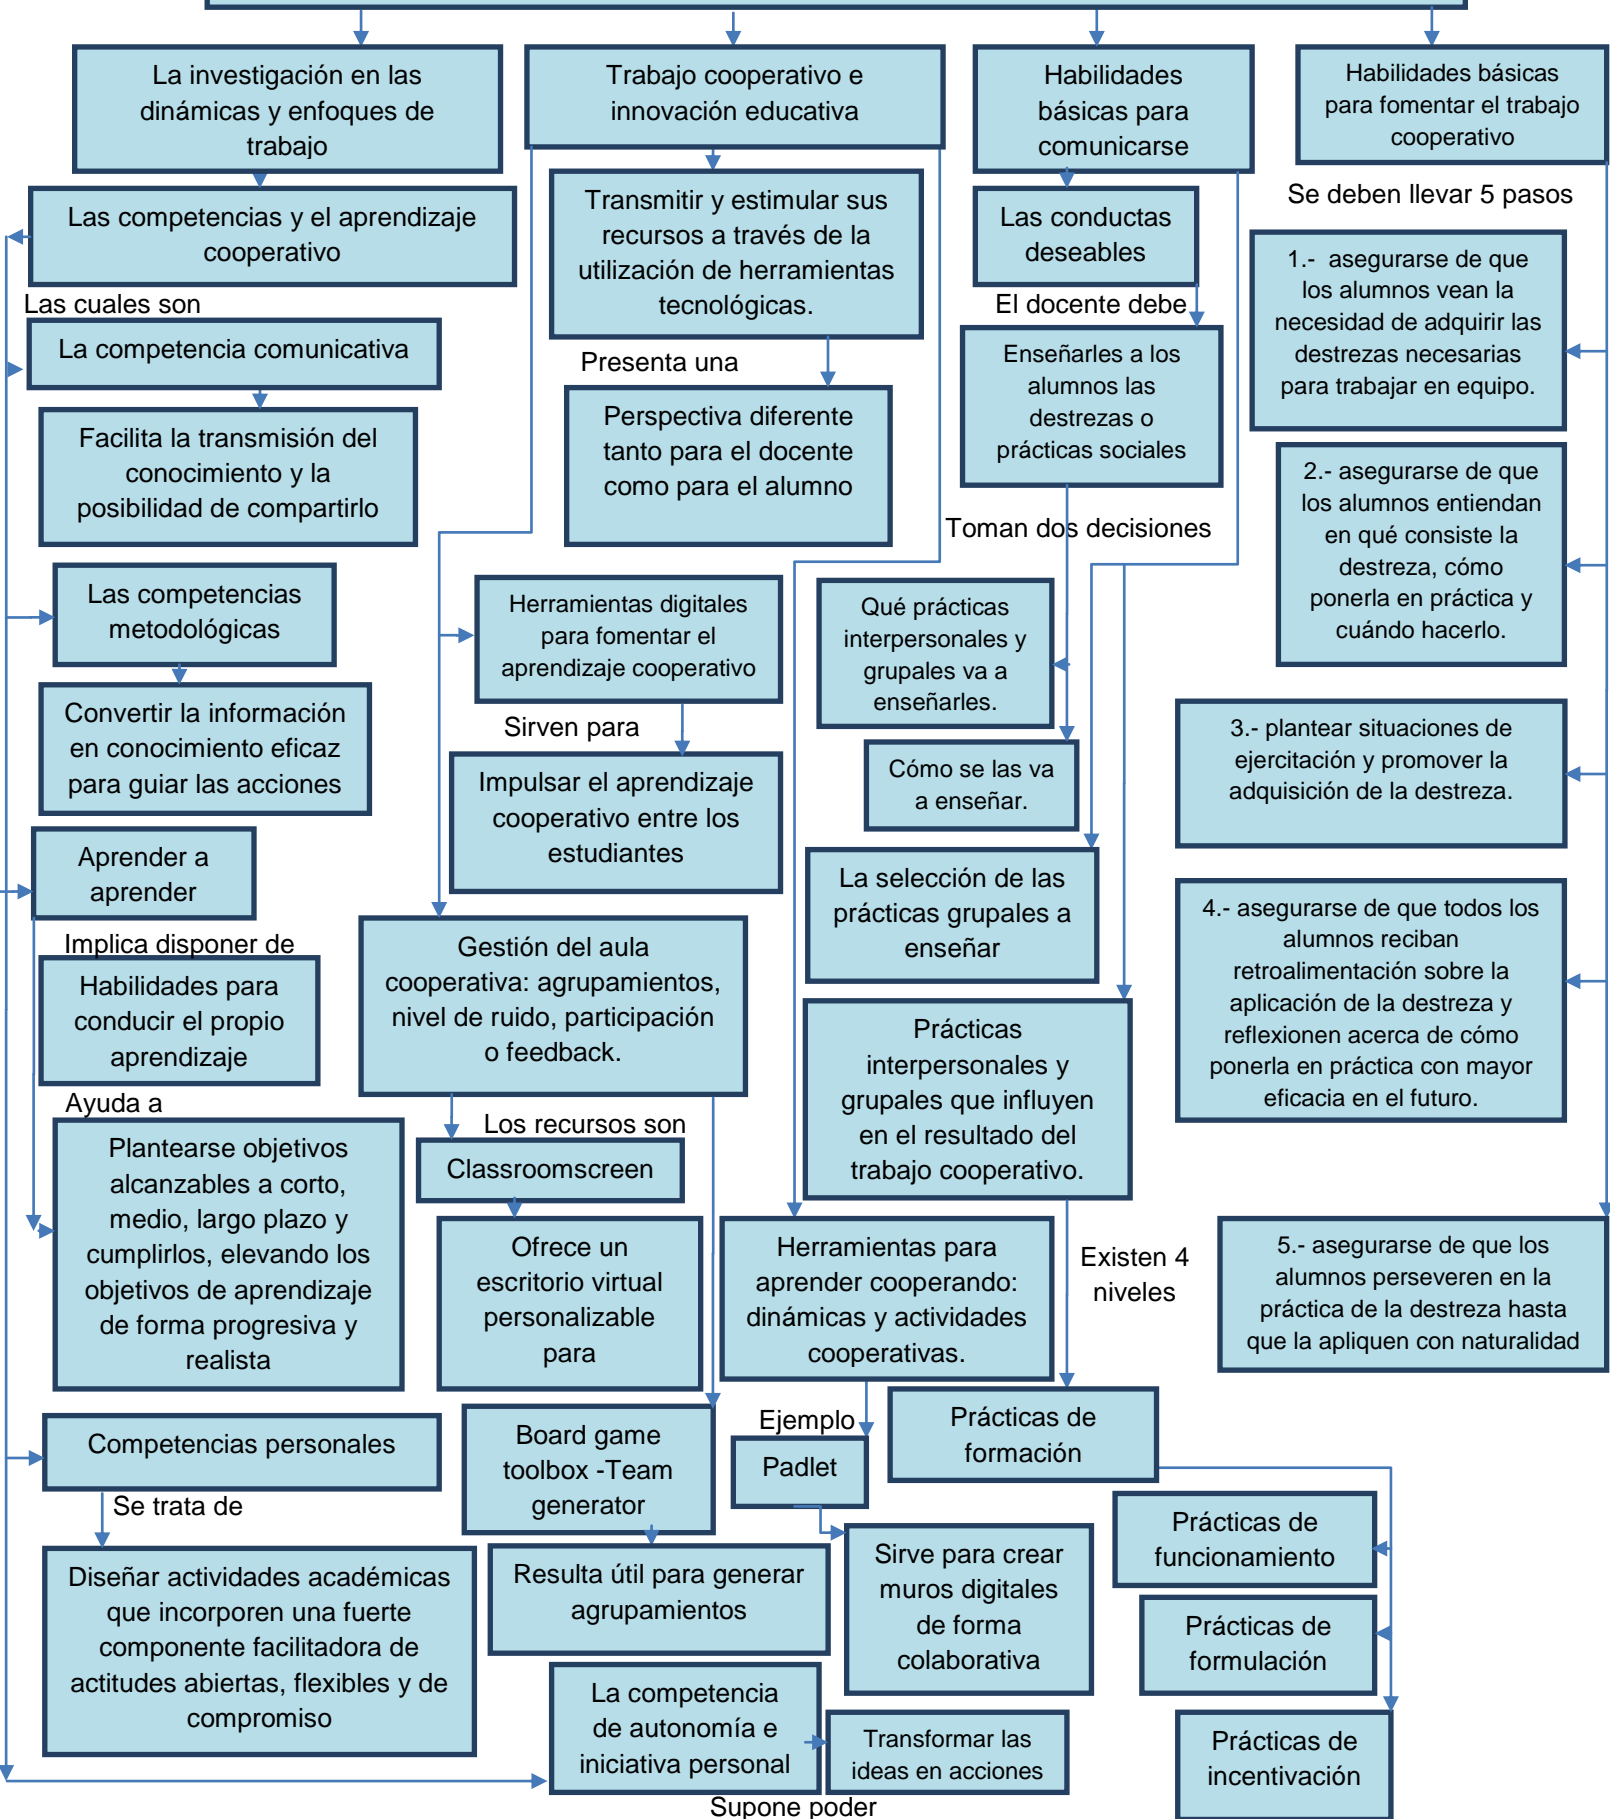 La investigación en las
dinámicas y enfoques de
trabajo
Las competencias y el aprendizaje
cooperativo
Las cuales son
La competencia comunicativa
Facilita la transmisión del
conocimiento y la
posibilidad de compartirlo
Las competencias
metodológicas
Convertir la información
en conocimiento eficaz
para guiar las acciones
Aprender a
aprender
Implica disponer de
Habilidades para
conducir el propio
aprendizaje
Ayuda a
Plantearse objetivos
alcanzables a corto,
medio, largo plazo y
cumplirlos, elevando los
objetivos de aprendizaje
de forma progresiva y
realista
Competencias personales
Se trata de
Diseñar actividades académicas
que incorporen una fuerte
componente facilitadora de
actitudes abiertas, flexibles y de
compromiso
La competencia
de autonomía e
iniciativa personal
Supone poder
Transformar las
ideas en acciones
Trabajo cooperativo e
innovación educativa
Transmitir y estimular sus
recursos a través de la
utilización de herramientas
tecnológicas.
Presenta una
Perspectiva diferente
tanto para el docente
como para el alumno
Herramientas digitales
para fomentar el
aprendizaje cooperativo
Sirven para
Impulsar el aprendizaje
cooperativo entre los
estudiantes
Gestión del aula
cooperativa: agrupamientos,
nivel de ruido, participación
o feedback.
Los recursos son
Classroomscreen
Ofrece un
escritorio virtual
personalizable
para
Board game
toolbox -Team
generator
Resulta útil para generar
agrupamientos
Herramientas para
aprender cooperando:
dinámicas y actividades
cooperativas.
Ejemplo
Padlet
Sirve para crear
muros digitales
de forma
colaborativa
Habilidades
básicas para
comunicarse
Las conductas
deseables
El docente debe
Enseñarles a los
alumnos las
destrezas o
prácticas sociales
Toman dos decisiones
Qué prácticas
interpersonales y
grupales va a
enseñarles.
Cómo se las va
a enseñar.
La selección de las
prácticas grupales a
enseñar
Prácticas
interpersonales y
grupales que influyen
en el resultado del
trabajo cooperativo.
Existen 4
niveles
Prácticas de
formación
Prácticas de
funcionamiento
Prácticas de
formulación
Prácticas de
incentivación
Habilidades básicas
para fomentar el trabajo
cooperativo
Se deben llevar 5 pasos
1.- asegurarse de que
los alumnos vean la
necesidad de adquirir las
destrezas necesarias
para trabajar en equipo.
2.- asegurarse de que
los alumnos entiendan
en qué consiste la
destreza, cómo
ponerla en práctica y
cuándo hacerlo.
3.- plantear situaciones de
ejercitación y promover la
adquisición de la destreza.
4.- asegurarse de que todos los
alumnos reciban
retroalimentación sobre la
aplicación de la destreza y
reflexionen acerca de cómo
ponerla en práctica con mayor
eficacia en el futuro.
5.- asegurarse de que los
alumnos perseveren en la
práctica de la destreza hasta
que la apliquen con naturalidad